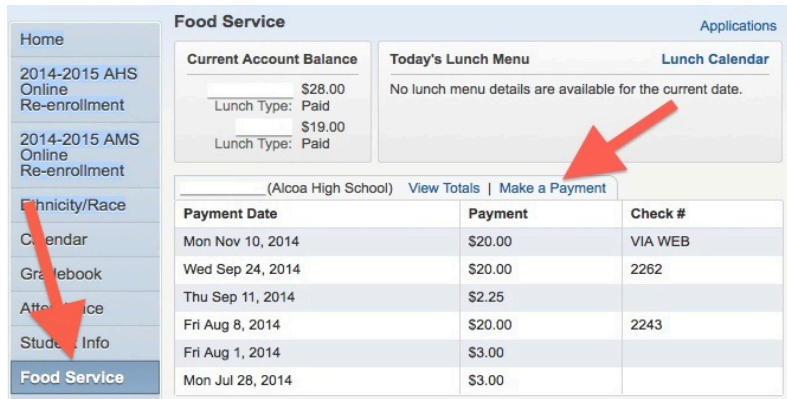 Home
2014-2015 AHS
Online
Re-enrollment
2014-2015 AMS
Online
Re-enrollment
Ethnicity/Race
Calendar
Gradebook
Attendance
Student Info
Food Service
Food Service
Applications
Current Account Balance
$28.00
Lunch Type: Paid
$19.00
Lunch Type: Paid
Today's Lunch Menu Lunch Calendar
No lunch menu details are available for the current date.
(Alcoa High School) View Totals | Make a Payment
Payment Date Payment Check #
Mon Nov 10, 2014 $20.00 VIA WEB
Wed Sep 24, 2014 $20.00 2262
Thu Sep 11, 2014 $2.25
Fri Aug 8, 2014 $20.00 2243
Fri Aug 1, 2014 $3.00
Mon Jul 28, 2014 $3.00